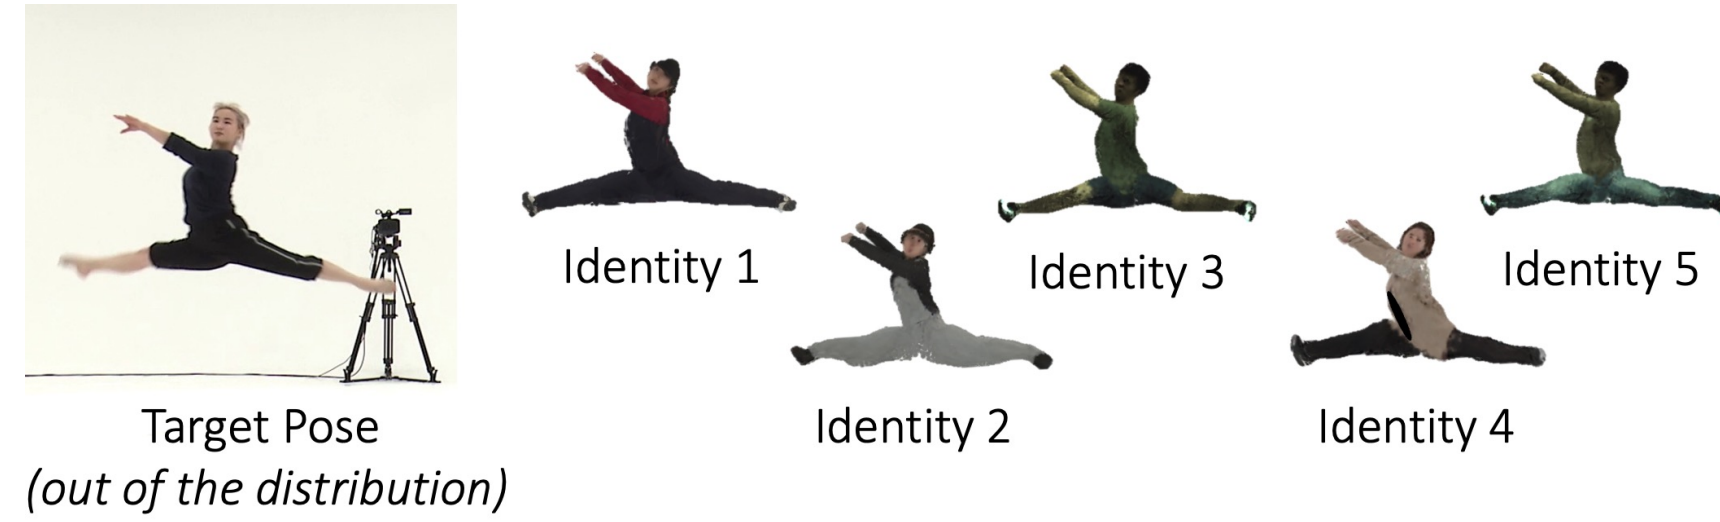 Identity 1
Identity 3
Identity 5
Target Pose
(out of the distribution)
Identity 2
Identity 4